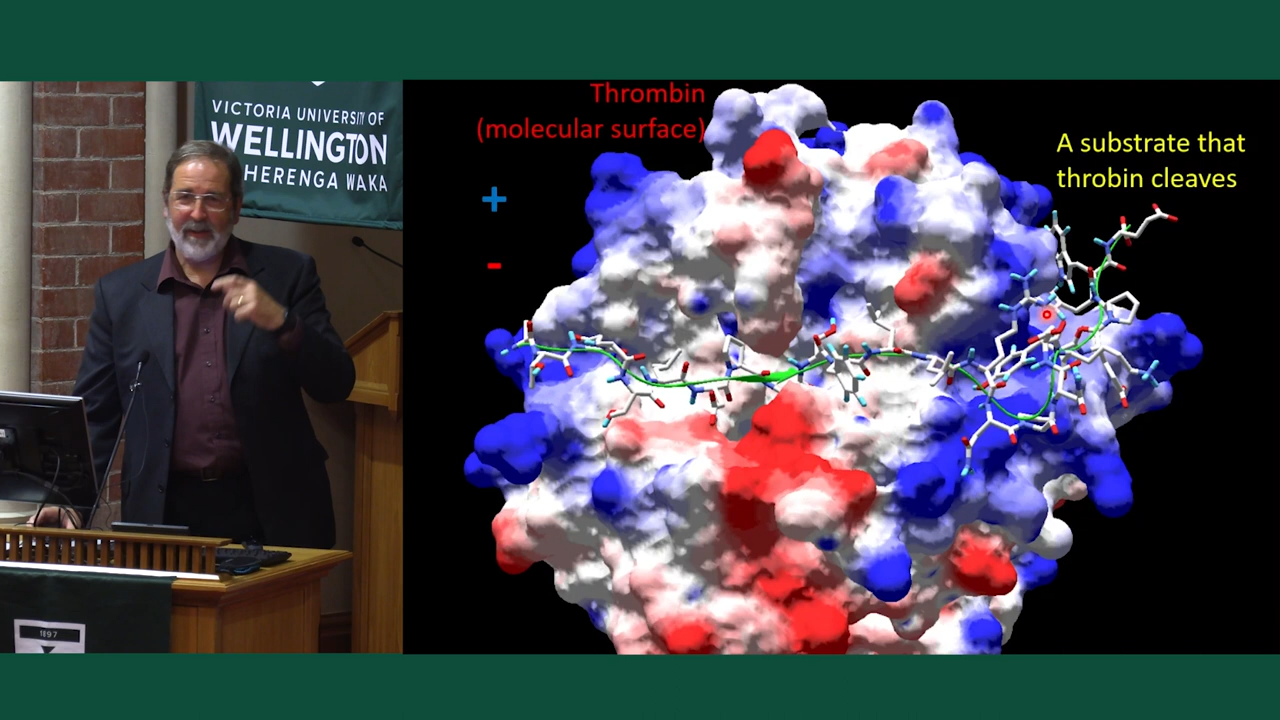 VICTORIA UNIVERSITY OF
WELLINGTON
HERENGA WAKA
1897
Thrombin
(molecular surface)
+
-
A substrate that
throbin cleaves